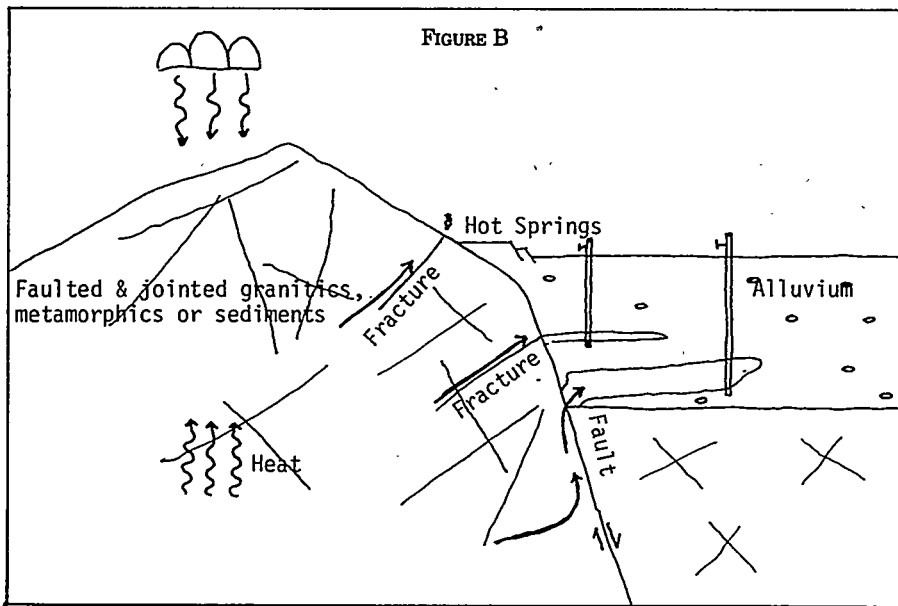 FIGURE B
Hot Springs
Faulted & jointed granitics,
metamorphics or sediments
Alluvium
Fracture
Fracture
Fault
Heat